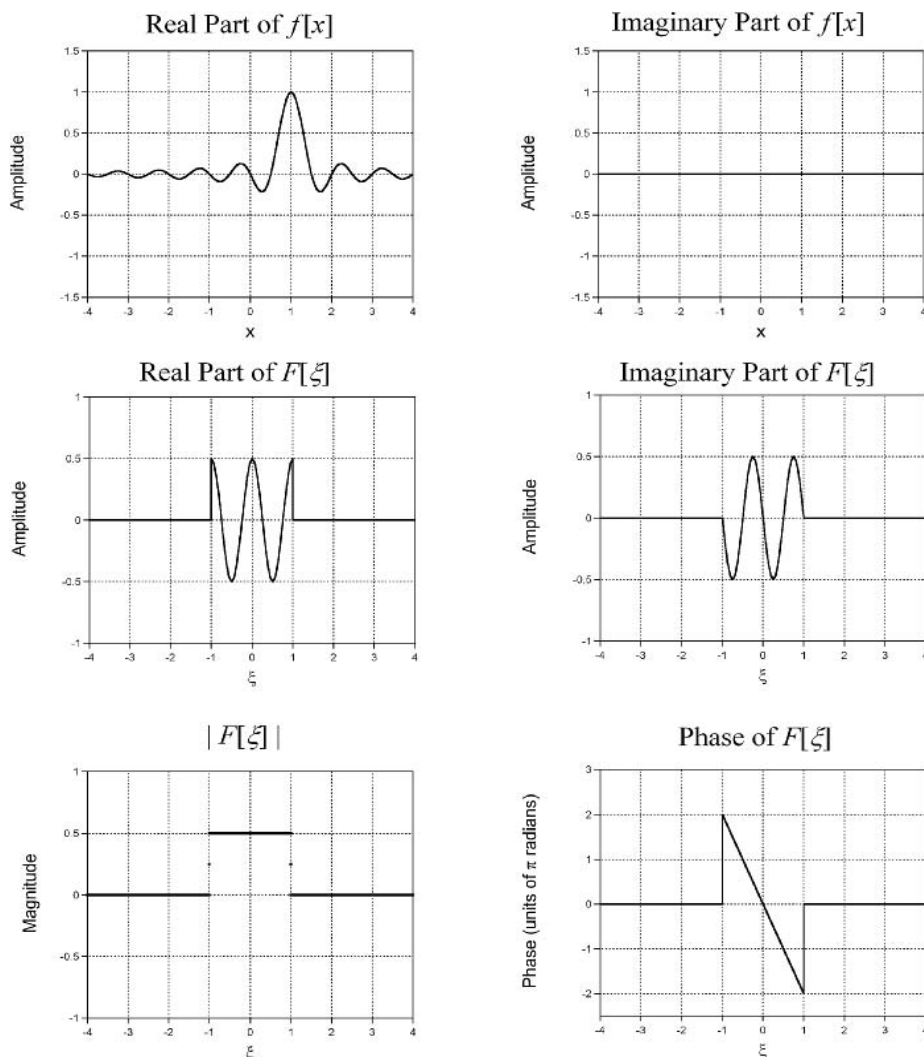 Real Part of f[x]
Imaginary Part of f[x]
1.5
1
0.5
0
-0.5
-1
-1.5
Amplitude
-4 -3 -2 -1 0 1 2 3 4
x
1.5
1
0.5
0
-0.5
-1
-1.5
Amplitude
-4 -3 -2 -1 0 1 2 3 4
x
Real Part of F[ξ]
Imaginary Part of F[ξ]
1
0.5
0
-0.5
-1
Amplitude
-4 -3 -2 -1 0 1 2 3 4
ξ
1
0.5
0
-0.5
-1
Amplitude
-4 -3 -2 -1 0 1 2 3 4
ξ
| F[ξ] |
Phase of F[ξ]
1
0.5
0
-0.5
-1
Magnitude
-4 -3 -2 -1 0 1 2 3 4
ξ
3
2
1
0
-1
-2
Phase (units of π radians)
-4 -3 -2 -1 0 1 2 3 4
ξ